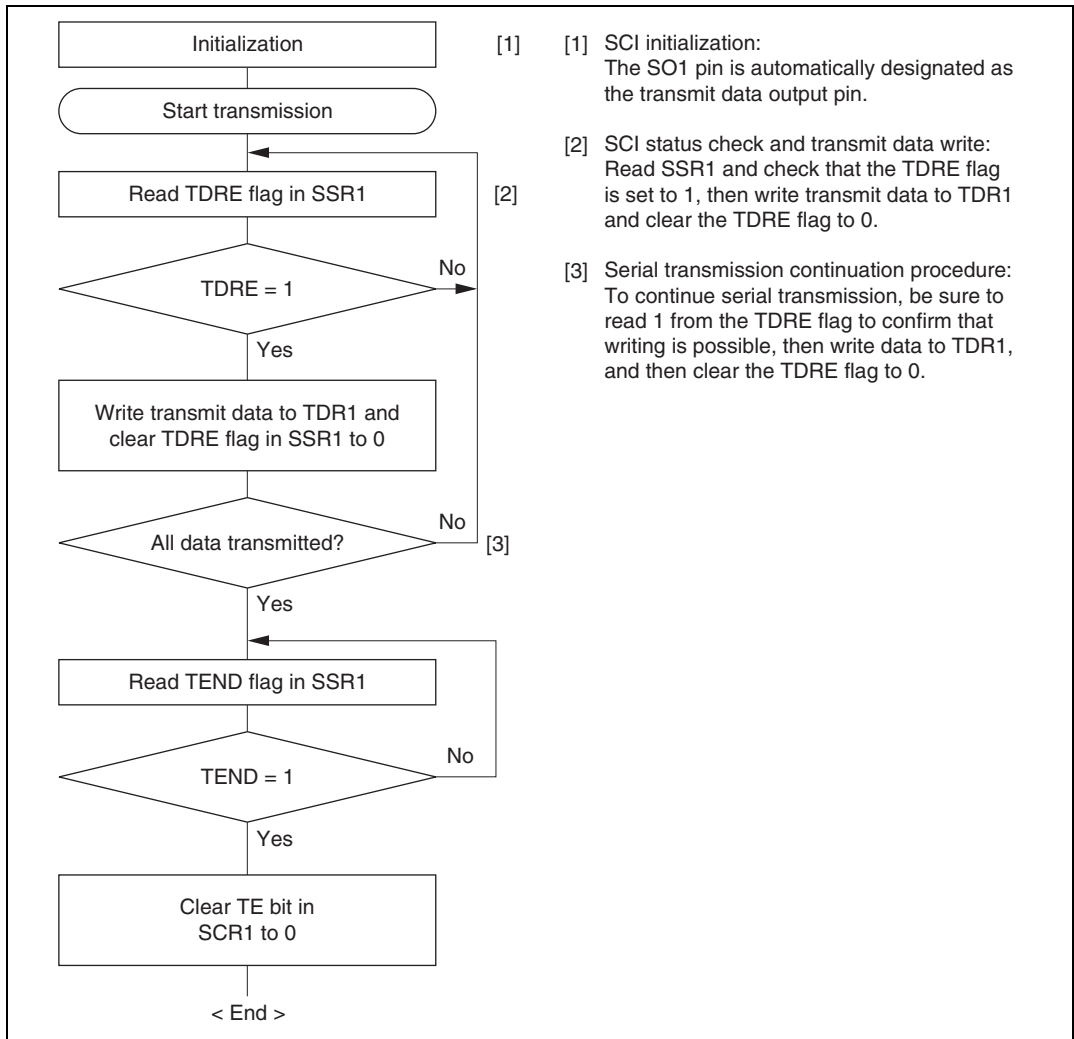 Initialization [1]
Start transmission
Read TDRE flag in SSR1 [2]
TDRE = 1
No
Yes
Write transmit data to TDR1 and
clear TDRE flag in SSR1 to 0
All data transmitted?
No
[3]
Yes
Read TEND flag in SSR1
TEND = 1
No
Yes
Clear TE bit in
SCR1 to 0
< End >
[1] SCI initialization:
The SO1 pin is automatically designated as
the transmit data output pin.
[2] SCI status check and transmit data write:
Read SSR1 and check that the TDRE flag
is set to 1, then write transmit data to TDR1
and clear the TDRE flag to 0.
[3] Serial transmission continuation procedure:
To continue serial transmission, be sure to
read 1 from the TDRE flag to confirm that
writing is possible, then write data to TDR1,
and then clear the TDRE flag to 0.